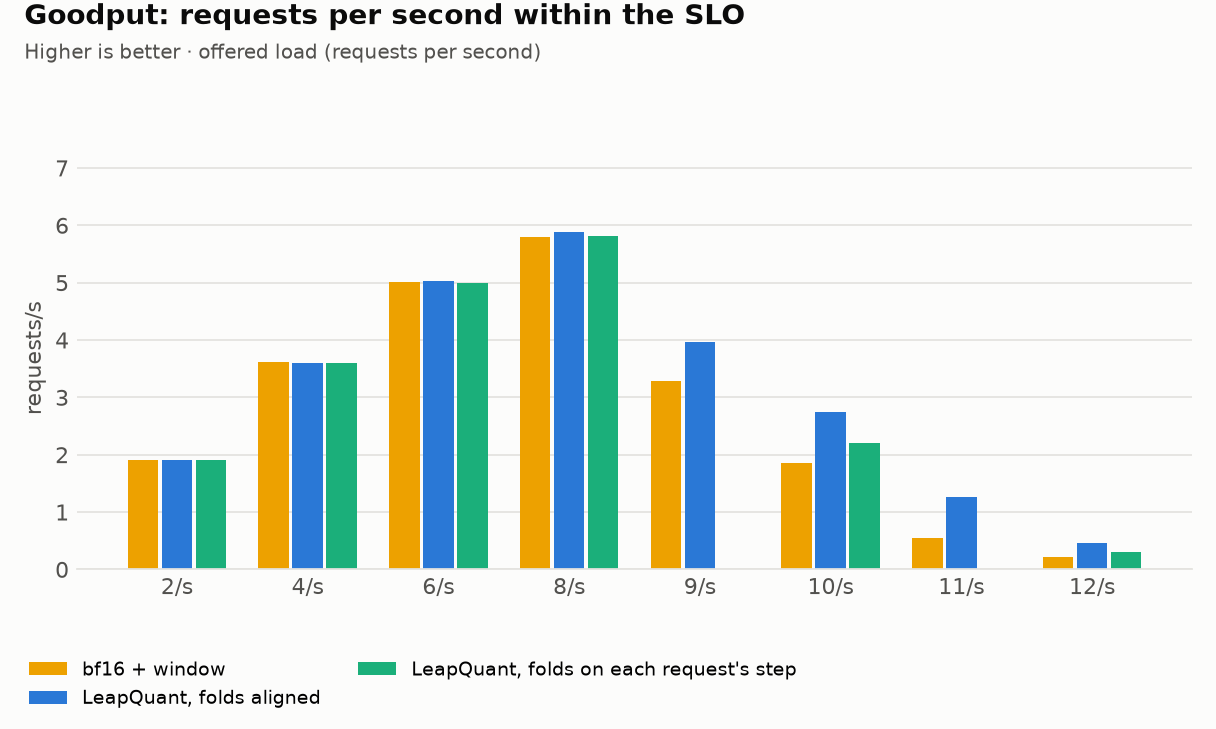 Goodput: requests per second within the SLO
Higher is better · offered load (requests per second)
7
6
5
4
3
2
1
0
requests/s
2/s 4/s 6/s 8/s 9/s 10/s 11/s 12/s
bf16 + window
LeapQuant, folds aligned
LeapQuant, folds on each request's step